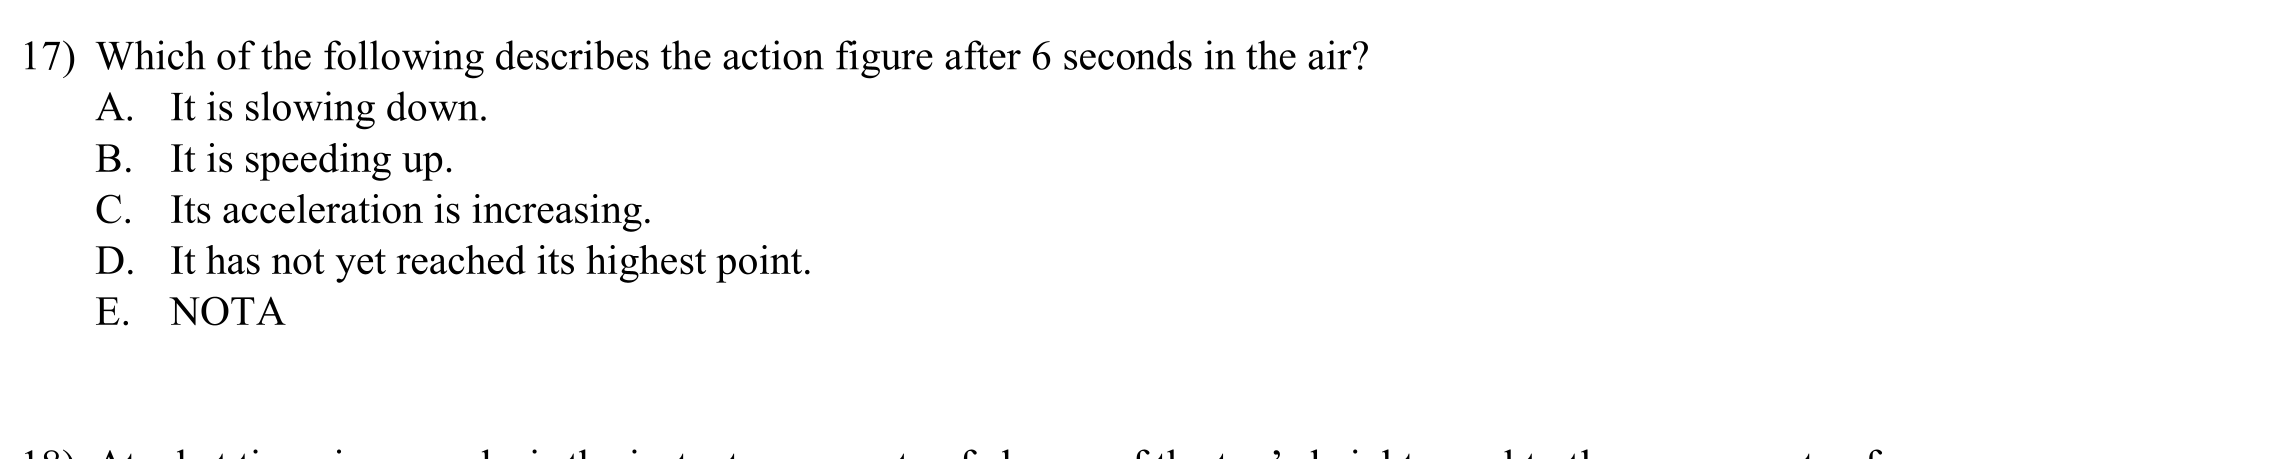 17) Which of the following describes the action figure after 6 seconds in the air?
A. It is slowing down.
B. It is speeding up.
C. Its acceleration is increasing.
D. It has not yet reached its highest point.
E. NOTA